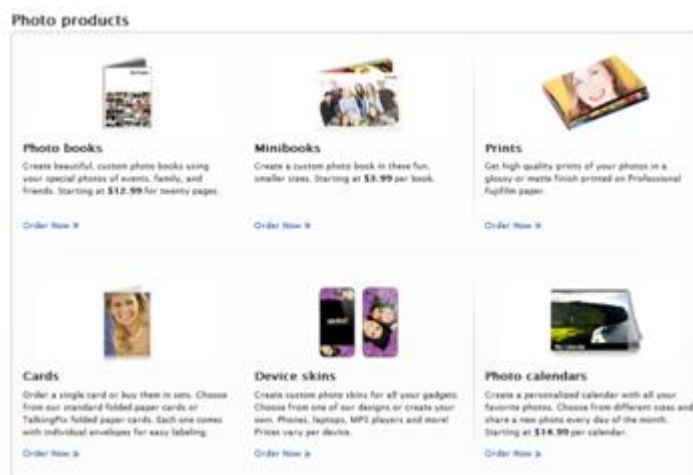 Photo products
Photo books
Create beautiful, custom photo books using
your special photos of events, family, and
friends. Starting at $12.99 for twenty pages.
Order Now »
Minibooks
Create a custom photo book in these fun,
smaller sizes. Starting at $3.99 per book.
Order Now »
Prints
Get high quality prints of your photos in a
glossy or matte finish printed on Professional
Fujifilm paper.
Order Now »
Cards
Order a single card or buy them in sets. Choose
from our standard folded paper cards or
TalkingPix folded paper cards. Each one comes
with individual envelopes for easy labeling.
Order Now »
Device skins
Create custom photo skins for all your gadgets.
Choose from one of our designs or create your
own. Phones, laptops, MP3 players and more!
Prices vary per device.
Order Now »
Photo calendars
Create a personalized calendar with all your
favorite photos. Choose from different sizes and
share a new photo every day of the month.
Starting at $14.99 per calendar.
Order Now »